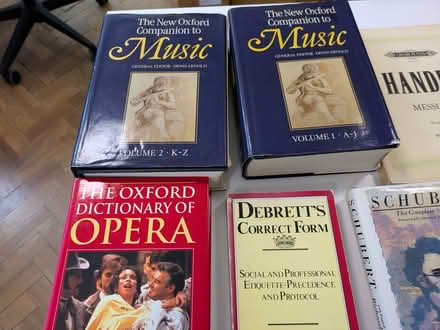 The New Oxford
Companion to
Music
GENERAL EDITOR · DENIS ARNOLD
VOLUME 2 · K-Z
The New Oxford
Companion to
Music
GENERAL EDITOR · DENIS ARNOLD
VOLUME 1 · A-J
HAND
MESSI
THE OXFORD
DICTIONARY OF
OPERA
DEBRETT'S
CORRECT FORM
SOCIAL AND PROFESSIONAL
ETIQUETTE·PRECEDENCE
AND PROTOCOL
SCHUBE
The Complete
SCHUBERT